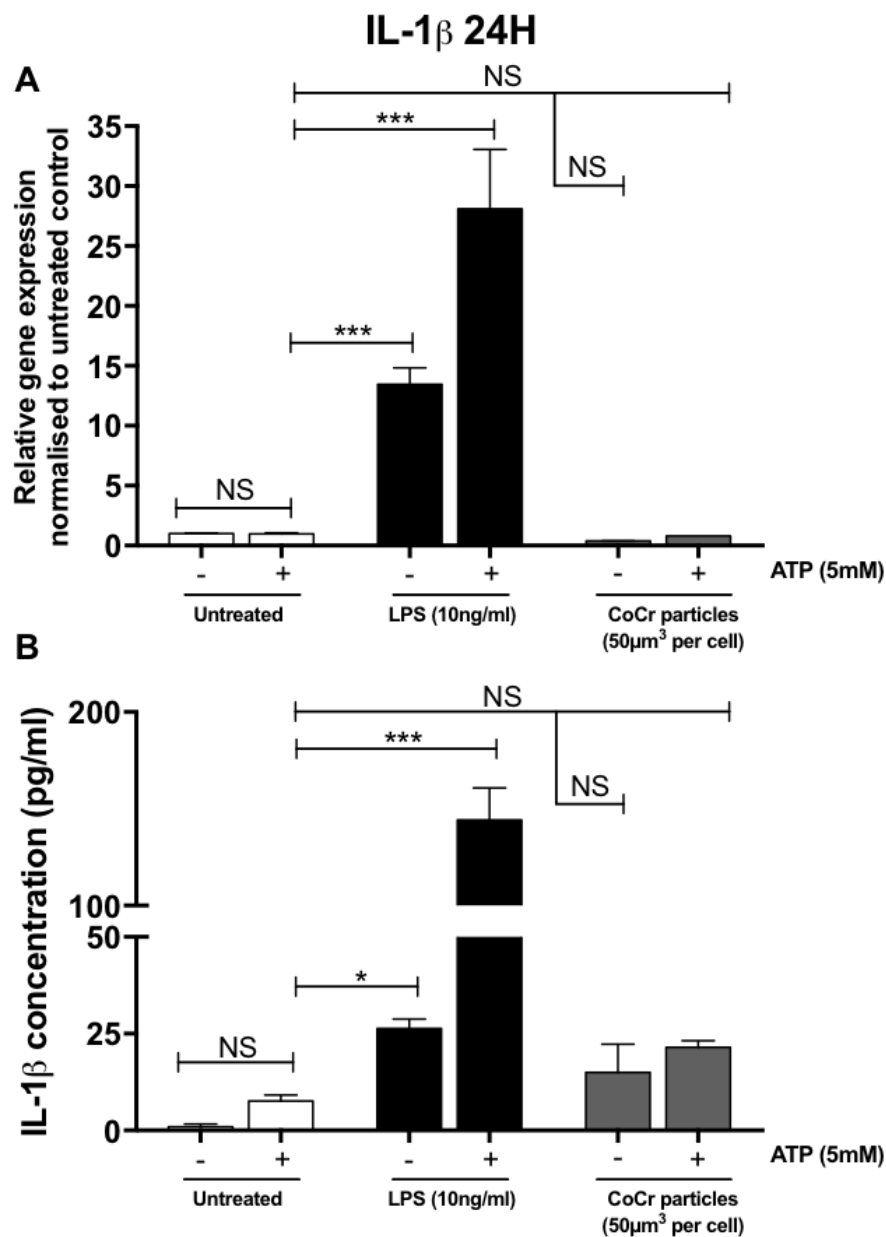 IL-1β 24H
A
NS
***
NS
***
NS
Relative gene expression
normalised to untreated control
35
30
25
20
15
10
5
0
- + - + - + ATP (5mM)
Untreated LPS (10ng/ml) CoCr particles
(50µm³ per cell)
B
NS
***
NS
*
NS
IL-1β concentration (pg/ml)
200
100
50
25
0
- + - + - + ATP (5mM)
Untreated LPS (10ng/ml) CoCr particles
(50µm³ per cell)